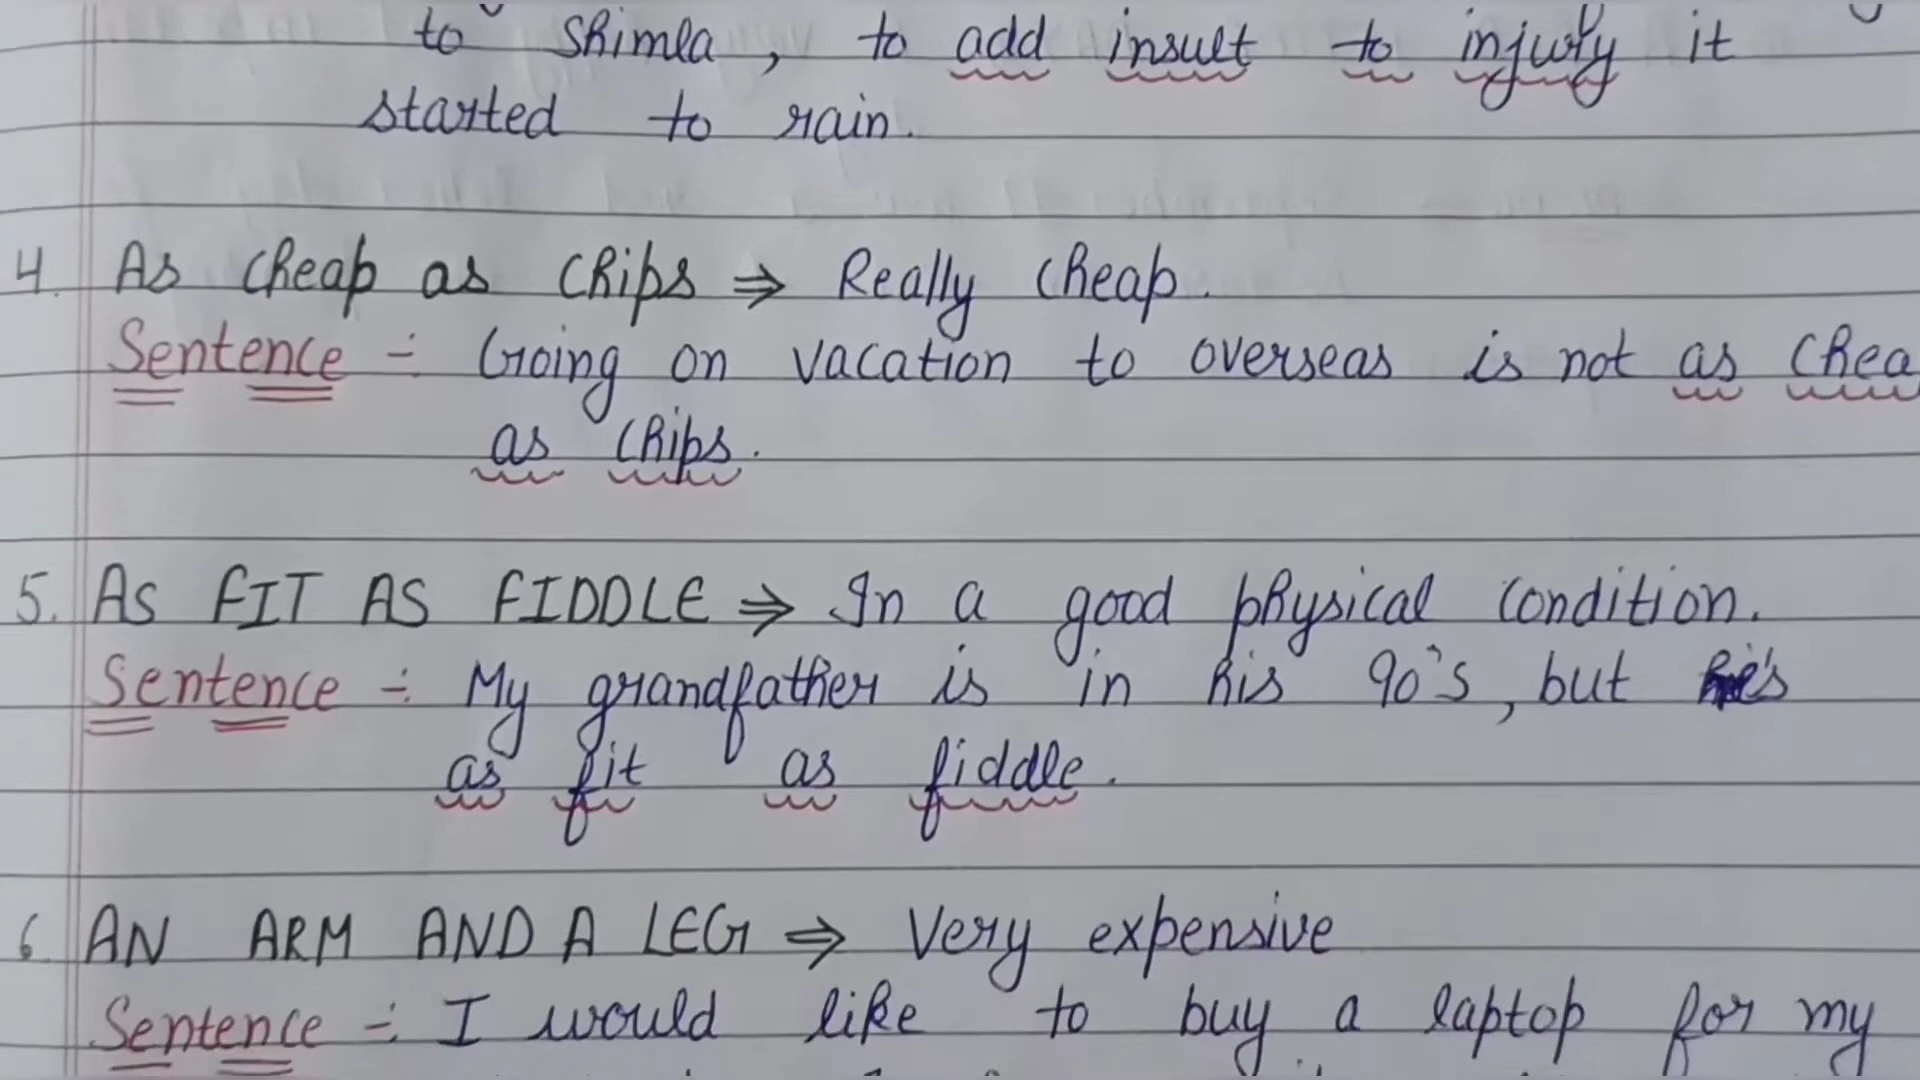 to Shimla, to add insult to injury it
started to rain.
4. As cheap as chips ⇒ Really cheap.
Sentence :- Going on vacation to overseas is not as chea
as chips.
5. AS FIT AS FIDDLE ⇒ In a good physical condition.
Sentence :- My grandfather is in his 90's, but he's
as fit as fiddle.
6. AN ARM AND A LEG ⇒ Very expensive
Sentence :- I would like to buy a laptop for my